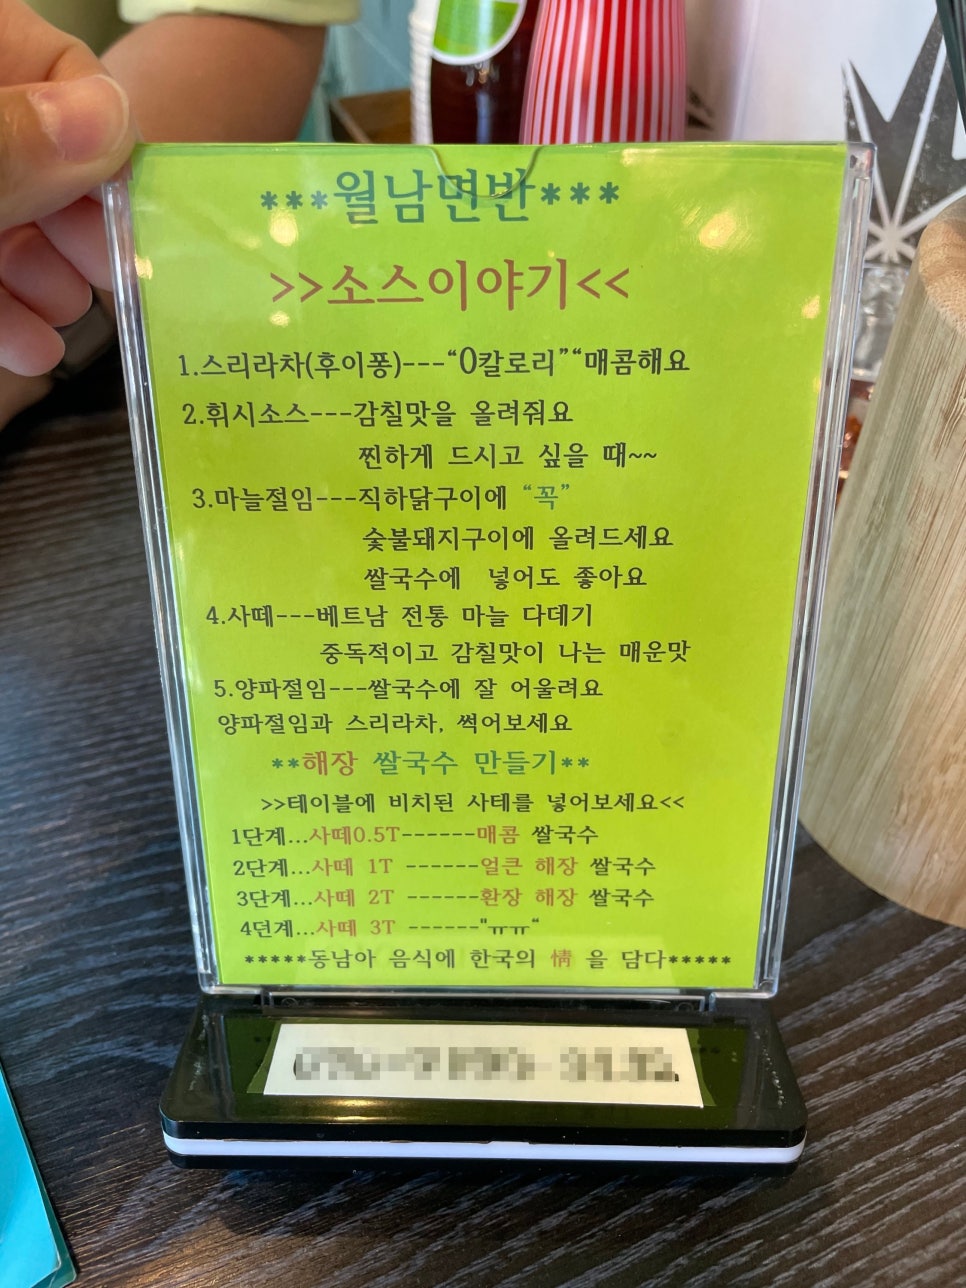 ***월남면반***
>>소스이야기<<
1.스리라차(후이퐁)---“0칼로리”“매콤해요
2.휘시소스---감칠맛을 올려줘요
찐하게 드시고 싶을 때~~
3.마늘절임---직하닭구이에 “꼭”
숯불돼지구이에 올려드세요
쌀국수에 넣어도 좋아요
4.사떼---베트남 전통 마늘 다데기
중독적이고 감칠맛이 나는 매운맛
5.양파절임---쌀국수에 잘 어울려요
양파절임과 스리라차, 썩어보세요
**해장 쌀국수 만들기**
>>테이블에 비치된 사테를 넣어보세요<<
1단계...사떼0.5T------매콤 쌀국수
2단계...사떼 1T ------얼큰 해장 쌀국수
3단계...사떼 2T ------환장 해장 쌀국수
4던계...사떼 3T ------"ㅠㅠ“
*****동남아 음식에 한국의 情 을 담다*****